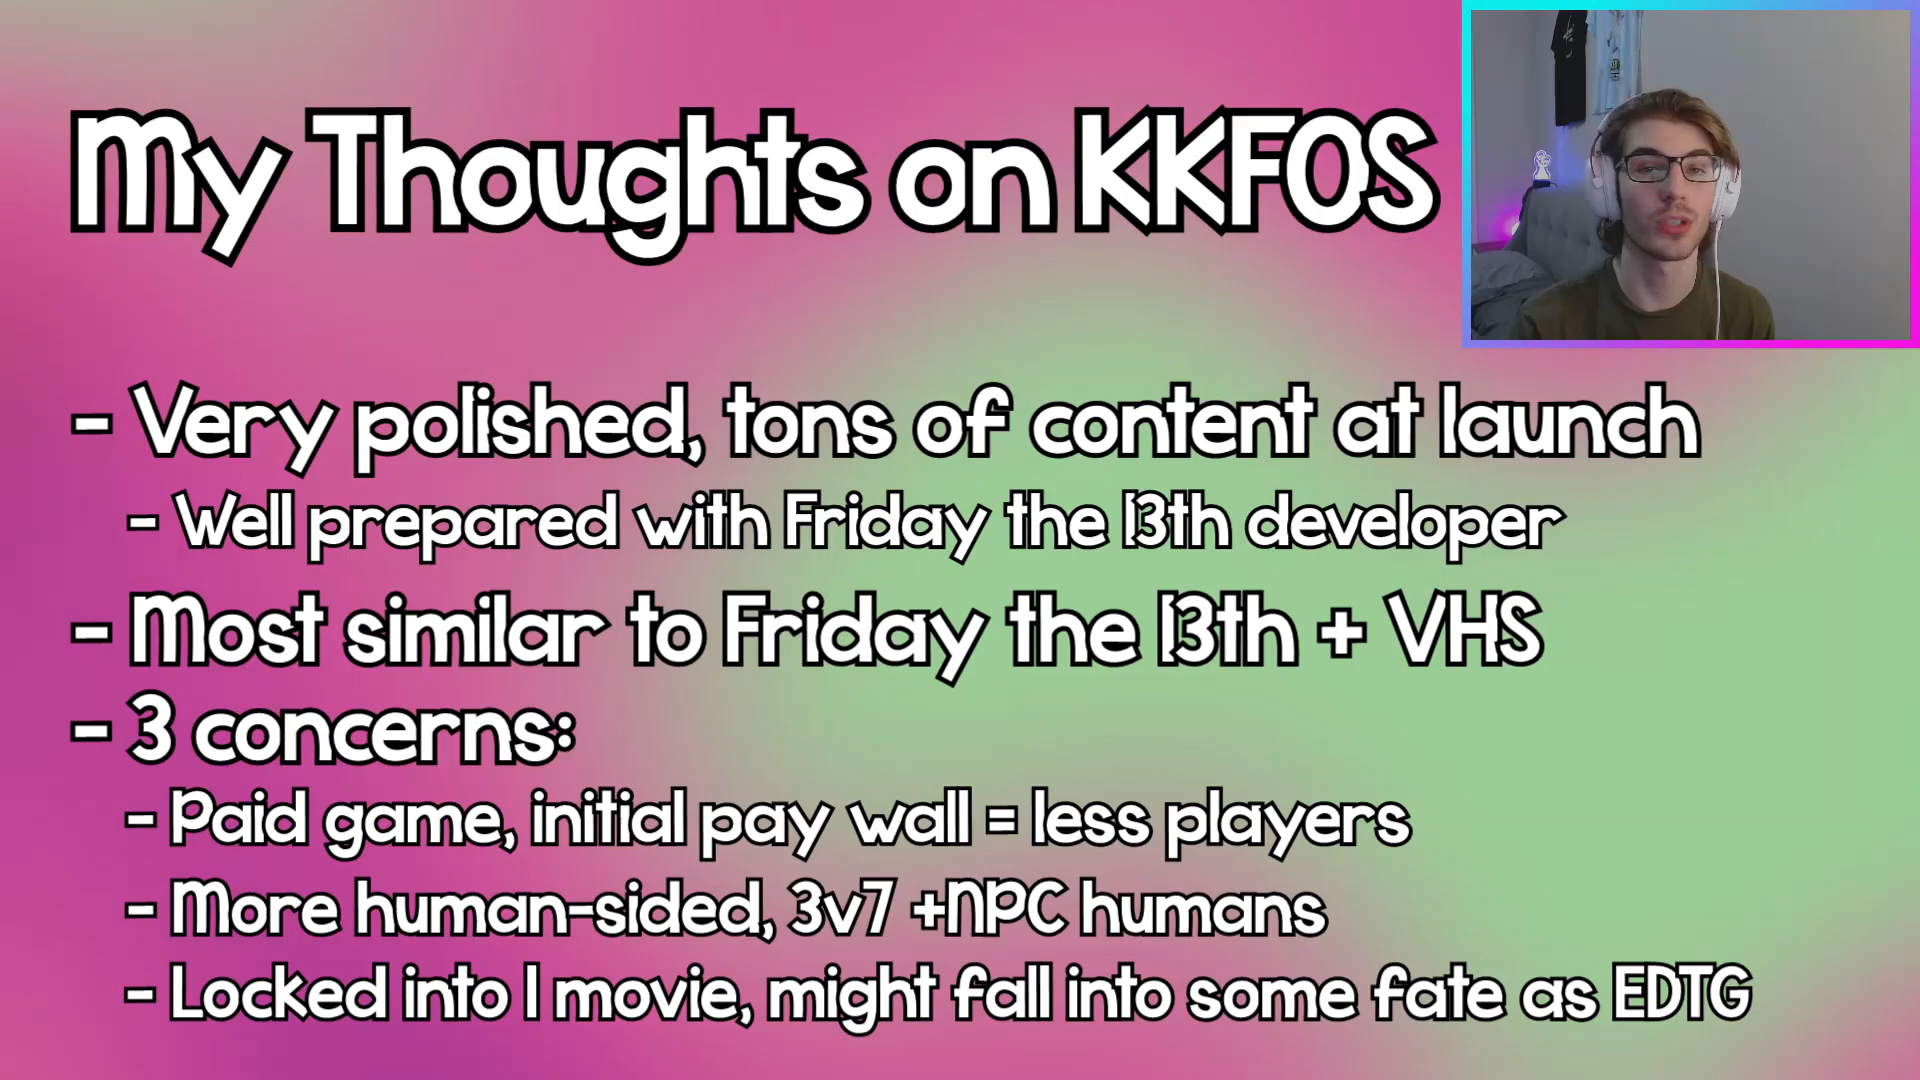 My Thoughts on KKFOS
- Very polished, tons of content at launch
- Well prepared with Friday the 13th developer
- Most similar to Friday the 13th + VHS
- 3 concerns:
- Paid game, initial pay wall = less players
- More human-sided, 3v7 +NPC humans
- Locked into 1 movie, might fall into some fate as EDTG